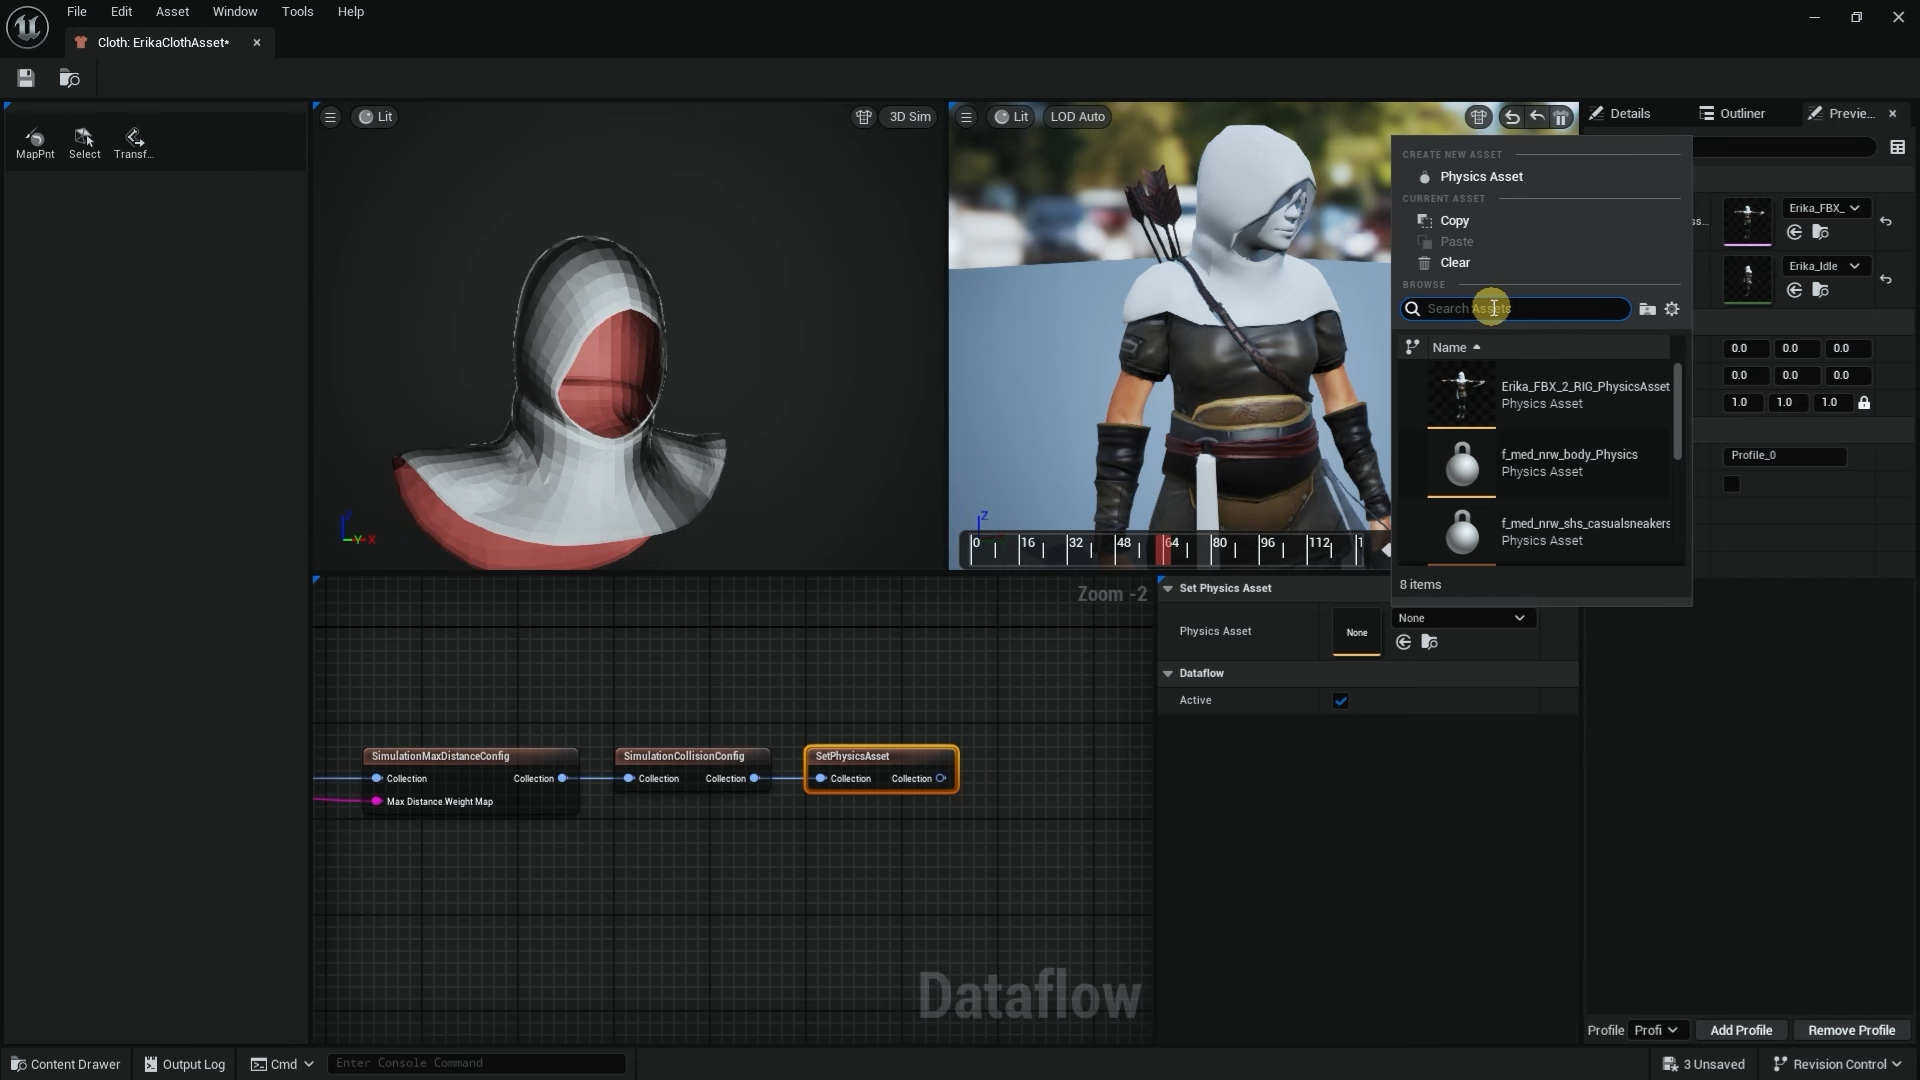 File Edit Asset Window Tools Help
Cloth: ErikaClothAsset*
MapPnt Select Transf...
Lit 3D Sim
Lit LOD Auto
Details Outliner Previe...
CREATE NEW ASSET
Physics Asset
CURRENT ASSET
Copy
Paste
Clear
BROWSE
Search Assets
Name
Erika_FBX_2_RIG_PhysicsAsset
Physics Asset
f_med_nrw_body_Physics
Physics Asset
f_med_nrw_shs_casualsneakers
Physics Asset
8 items
ss... Erika_FBX_
Erika_Idle
0.0 0.0 0.0
0.0 0.0 0.0
1.0 1.0 1.0
Profile_0
Z
Y X
Z
0 16 32 48 64 80 96 112 1
Zoom -2
Set Physics Asset
Physics Asset None None
Dataflow
Active
SimulationMaxDistanceConfig
Collection Collection
Max Distance.Weight Map
SimulationCollisionConfig
Collection Collection
SetPhysicsAsset
Collection Collection
Dataflow
Profile Profi Add Profile Remove Profile
Content Drawer Output Log Cmd Enter Console Command 3 Unsaved Revision Control